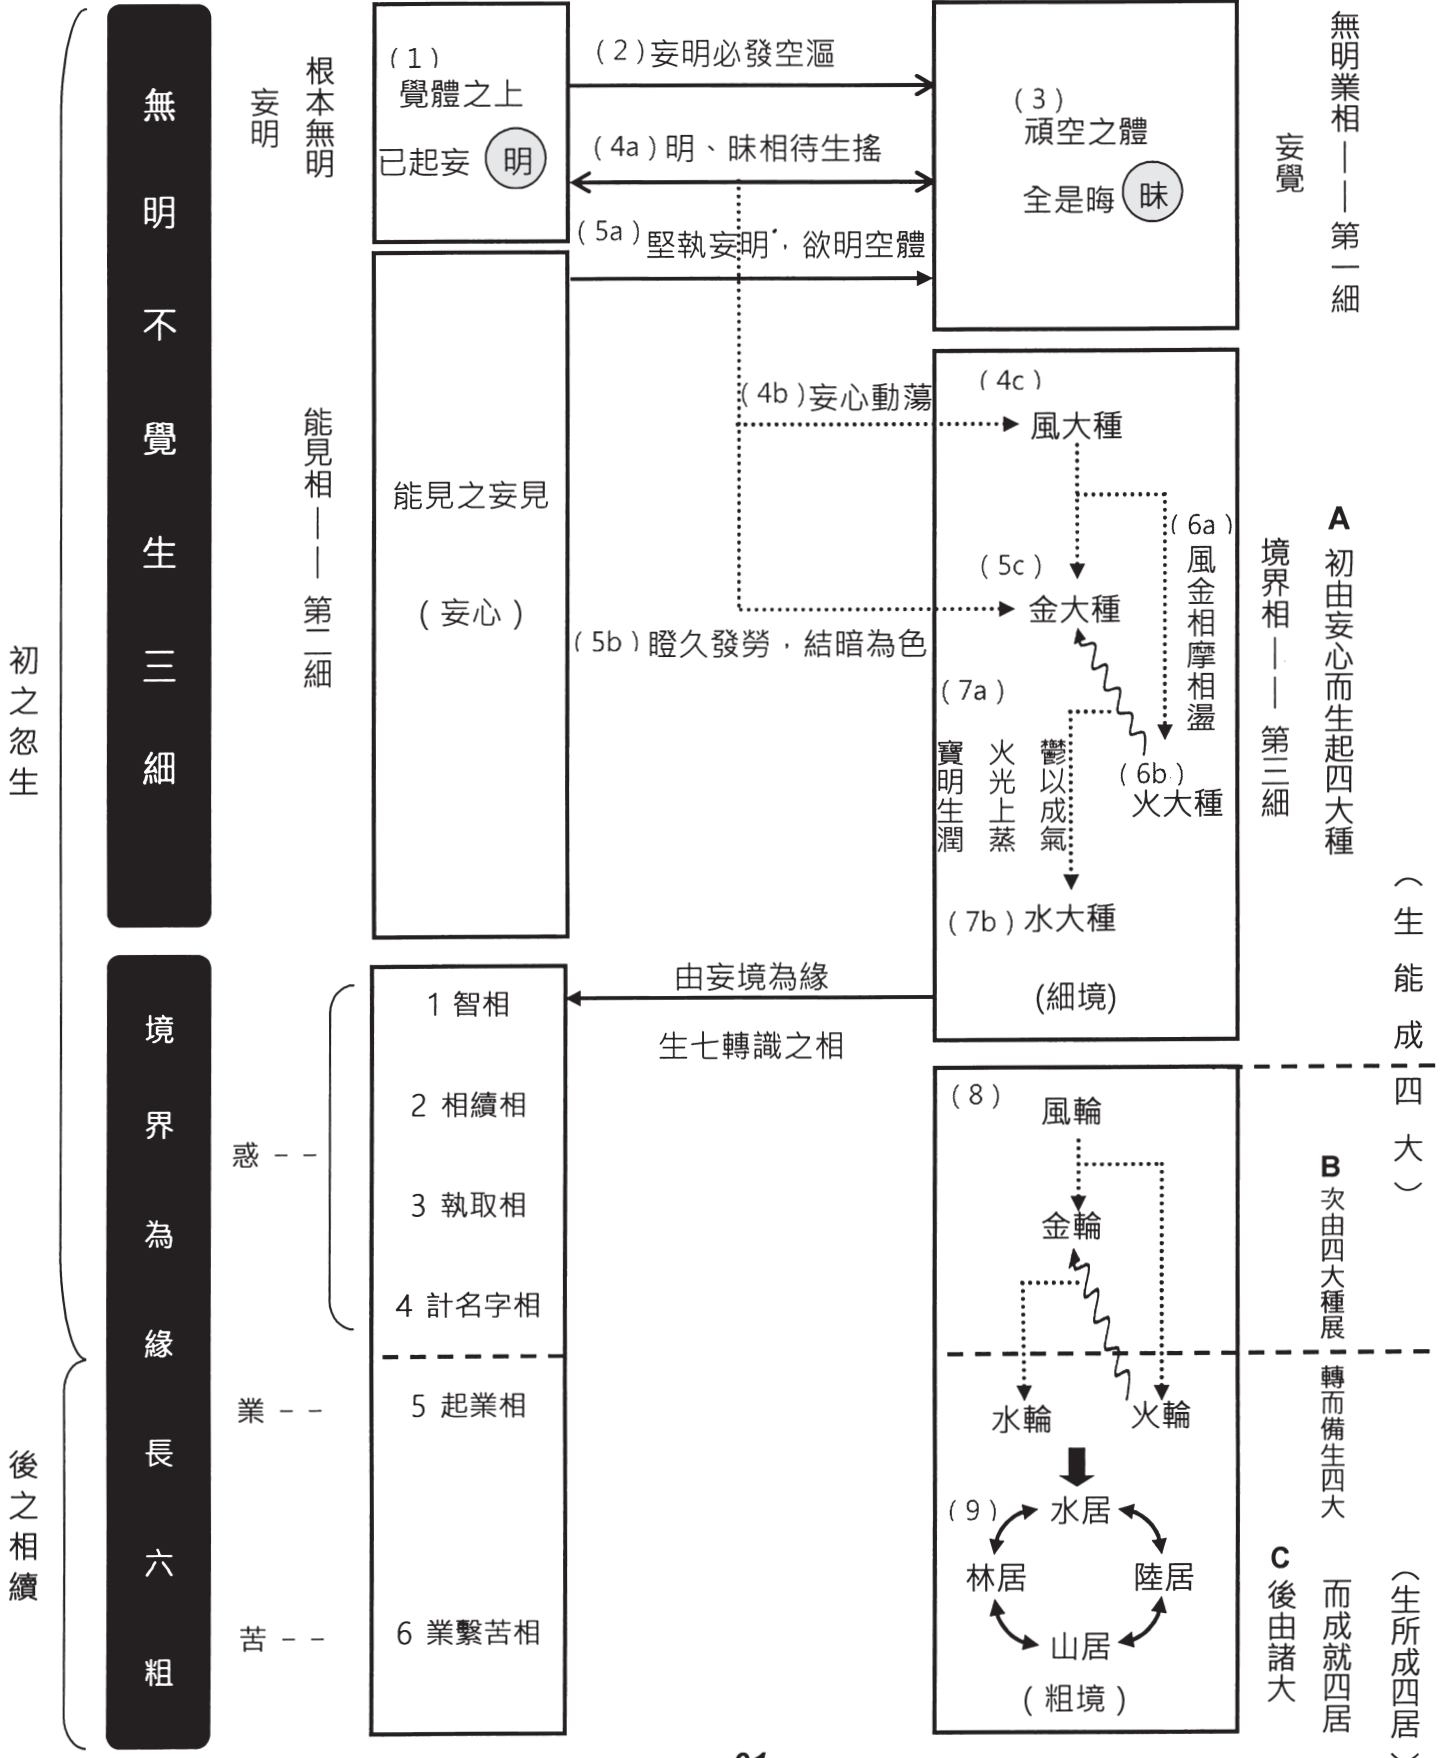 初之忽生
後之相續
無明不覺生三細
境界為緣長六粗
妄明
根本無明
能見相——第二細
惑--
業--
苦--
(1)
覺體之上
已起妄 明
能見之妄見
(妄心)
1 智相
2 相續相
3 執取相
4 計名字相
5 起業相
6 業繫苦相
(2)妄明必發空漚
(4a)明、昧相待生搖
(5a)堅執妄明,欲明空體
(4b)妄心動蕩
(5b)瞪久發勞,結暗為色
由妄境為緣
生七轉識之相
(3)
頑空之體
全是晦 昧
(4c)
風大種
(5c)
金大種
(6a)
風金相摩相盪
(6b)
火大種
(7a)
鬱以成氣
火光上蒸
寶明生潤
(7b)水大種
(細境)
(8)
風輪
金輪
水輪
火輪
(9)
水居
林居
陸居
山居
(粗境)
無明業相——第一細
妄覺
A 初由妄心而生起四大種
境界相——第三細
(生能成四大)
B 次由四大種展
轉而備生四大
C 後由諸大
而成就四居
(生所成四居)